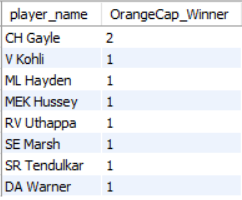 player_name OrangeCap_Winner
CH Gayle 2
V Kohli 1
ML Hayden 1
MEK Hussey 1
RV Uthappa 1
SE Marsh 1
SR Tendulkar 1
DA Warner 1